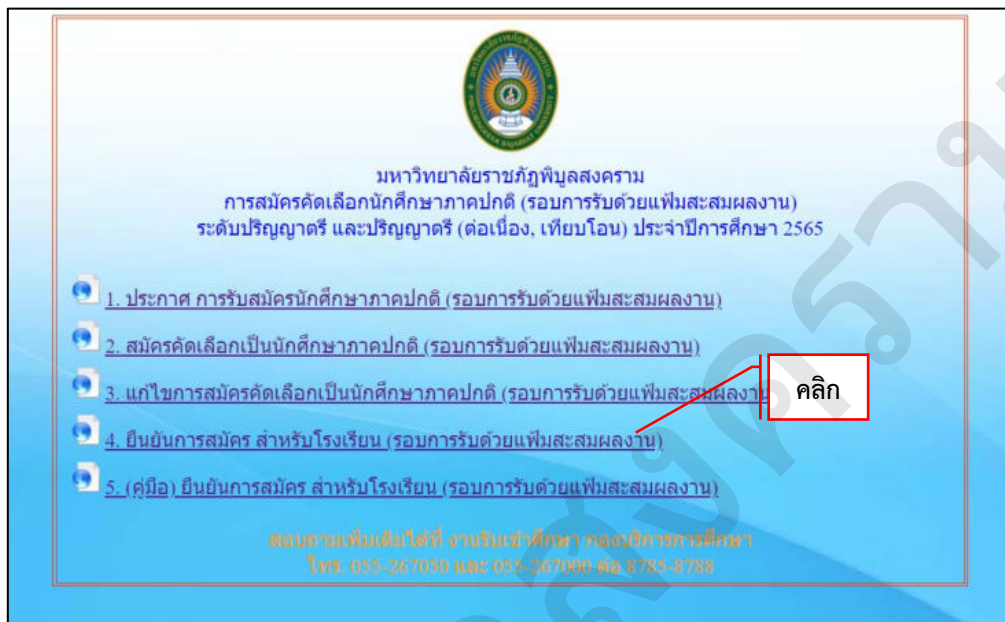 มหาวิทยาลัยราชภัฏพิบูลสงคราม
การสมัครคัดเลือกนักศึกษาภาคปกติ (รอบการรับด้วยแฟ้มสะสมผลงาน)
ระดับปริญญาตรี และปริญญาตรี (ต่อเนื่อง, เทียบโอน) ประจำปีการศึกษา 2565
1. ประกาศ การรับสมัครนักศึกษาภาคปกติ (รอบการรับด้วยแฟ้มสะสมผลงาน)
2. สมัครคัดเลือกเป็นนักศึกษาภาคปกติ (รอบการรับด้วยแฟ้มสะสมผลงาน)
3. แก้ไขการสมัครคัดเลือกเป็นนักศึกษาภาคปกติ (รอบการรับด้วยแฟ้มสะสมผลงาน
คลิก
4. ยืนยันการสมัคร สำหรับโรงเรียน (รอบการรับด้วยแฟ้มสะสมผลงาน)
5. (คู่มือ) ยืนยันการสมัคร สำหรับโรงเรียน (รอบการรับด้วยแฟ้มสะสมผลงาน)
สอบถามเพิ่มเติมได้ที่ งานรับเข้าศึกษา กองบริการการศึกษา
โทร. 055-267050 และ 055-267000 ต่อ 8785-8788